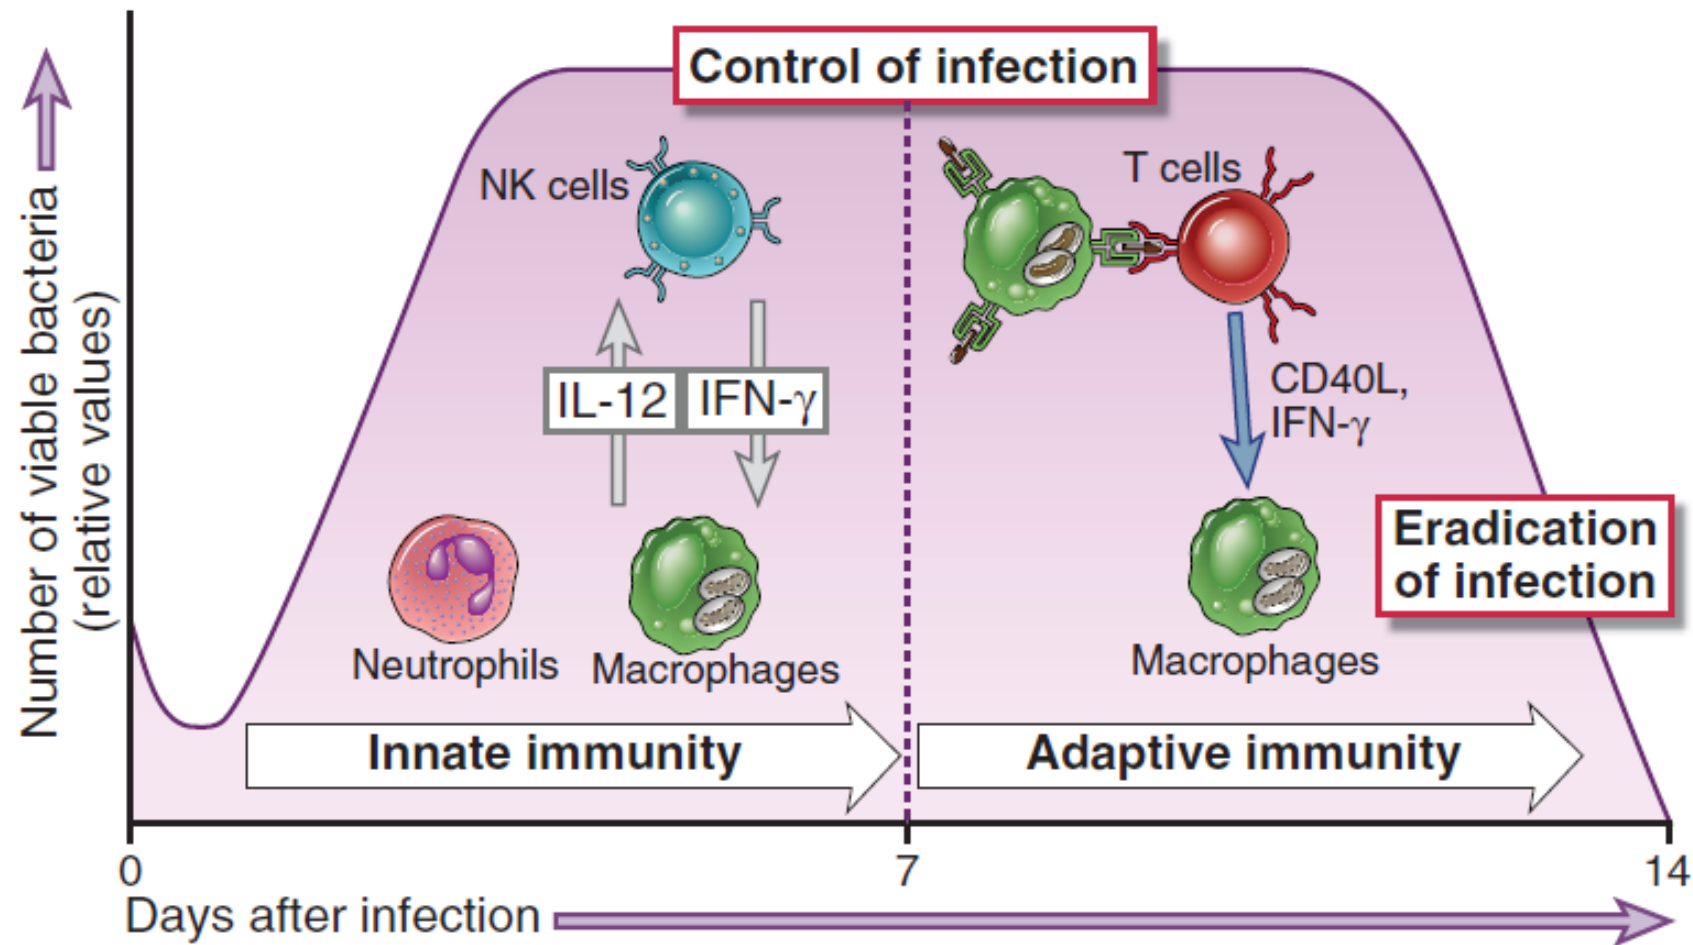 Number of viable bacteria
(relative values)
Control of infection
NK cells
T cells
IL-12
IFN-γ
CD40L,
IFN-γ
Neutrophils
Macrophages
Macrophages
Eradication
of infection
Innate immunity
Adaptive immunity
0
7
14
Days after infection